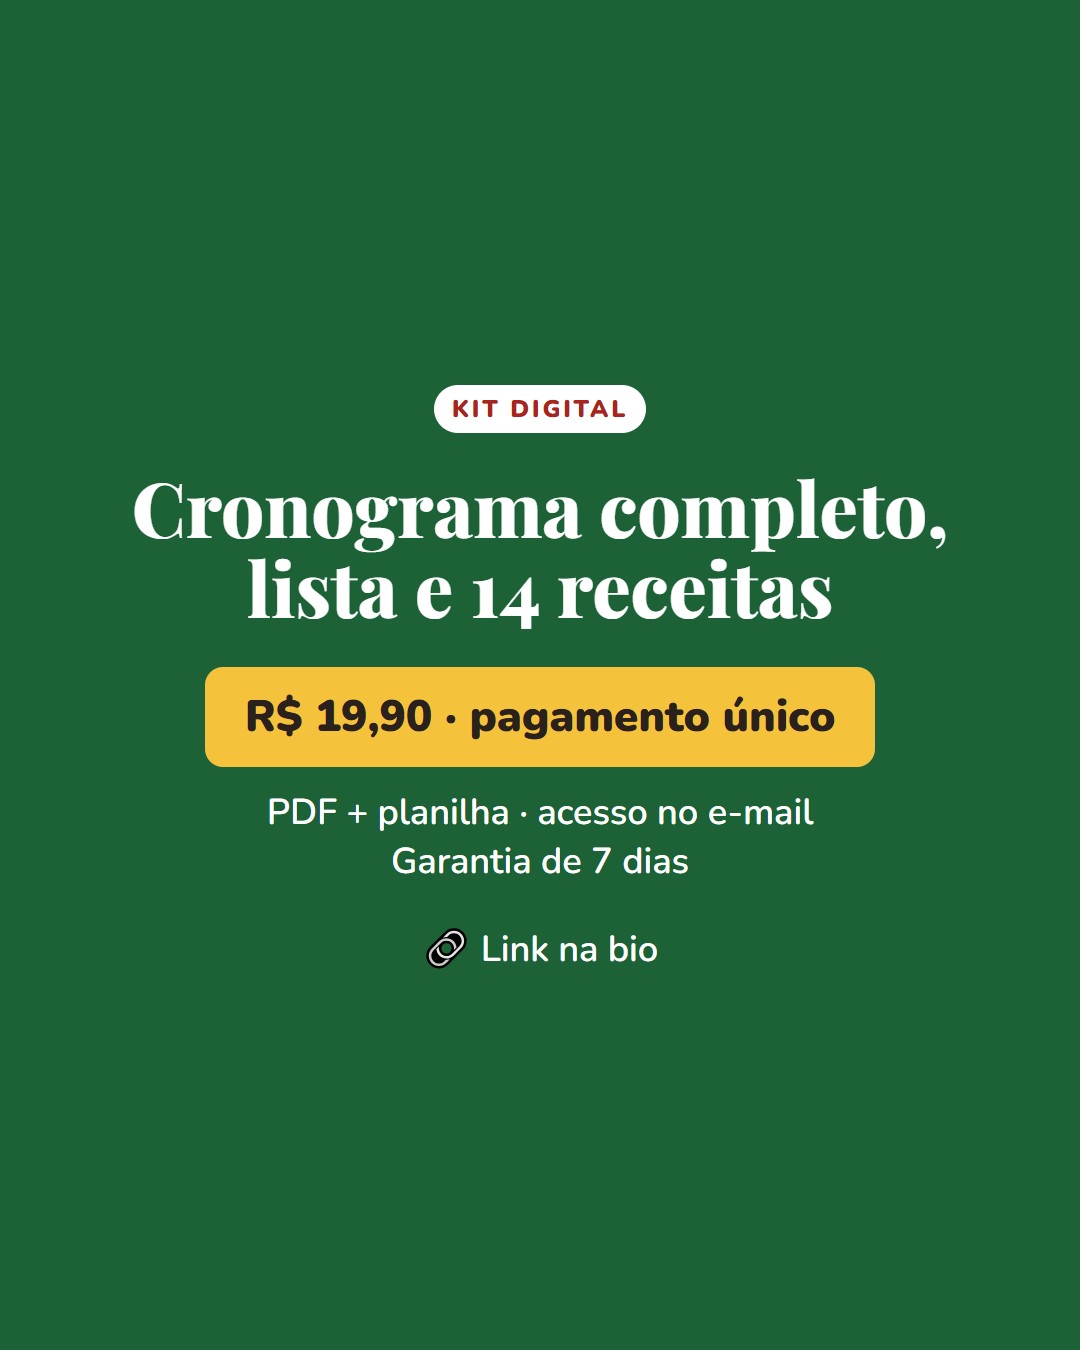 KIT DIGITAL
Cronograma completo,
lista e 14 receitas
R$ 19,90 · pagamento único
PDF + planilha · acesso no e-mail
Garantia de 7 dias
🔗 Link na bio